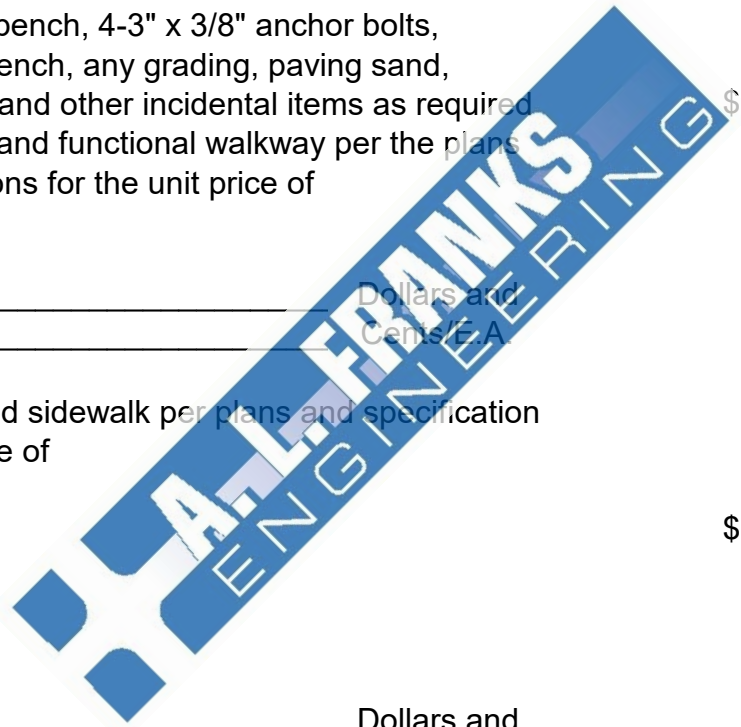 bench, 4-3" x 3/8" anchor bolts,
ench, any grading, paving sand,
and other incidental items as required $
and functional walkway per the plans
ons for the unit price of
Dollars and
Cents/E.A.
d sidewalk per plans and specification
e of
$
Dollars and
A. L. FRANKS
ENGINEERING